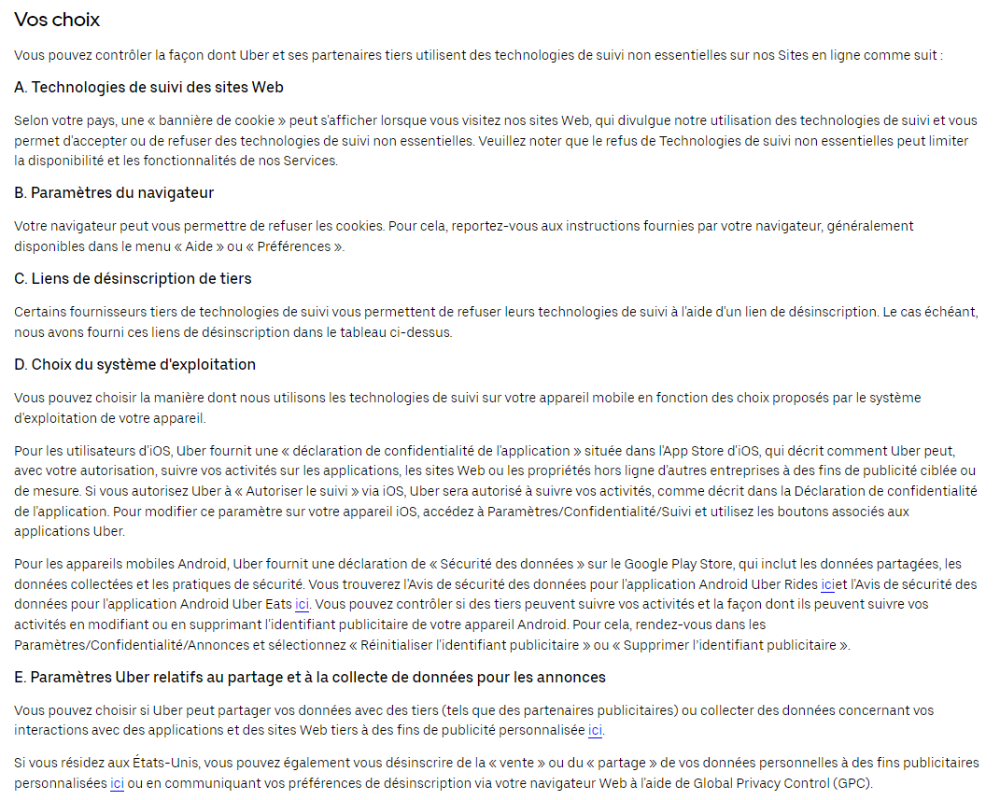 Vos choix
Vous pouvez contrôler la façon dont Uber et ses partenaires tiers utilisent des technologies de suivi non essentielles sur nos Sites en ligne comme suit :
A. Technologies de suivi des sites Web
Selon votre pays, une « bannière de cookie » peut s'afficher lorsque vous visitez nos sites Web, qui divulgue notre utilisation des technologies de suivi et vous
permet d'accepter ou de refuser des technologies de suivi non essentielles. Veuillez noter que le refus de Technologies de suivi non essentielles peut limiter
la disponibilité et les fonctionnalités de nos Services.
B. Paramètres du navigateur
Votre navigateur peut vous permettre de refuser les cookies. Pour cela, reportez-vous aux instructions fournies par votre navigateur, généralement
disponibles dans le menu « Aide » ou « Préférences ».
C. Liens de désinscription de tiers
Certains fournisseurs tiers de technologies de suivi vous permettent de refuser leurs technologies de suivi à l'aide d'un lien de désinscription. Le cas échéant,
nous avons fourni ces liens de désinscription dans le tableau ci-dessus.
D. Choix du système d'exploitation
Vous pouvez choisir la manière dont nous utilisons les technologies de suivi sur votre appareil mobile en fonction des choix proposés par le système
d'exploitation de votre appareil.
Pour les utilisateurs d'iOS, Uber fournit une « déclaration de confidentialité de l'application » située dans l'App Store d'iOS, qui décrit comment Uber peut,
avec votre autorisation, suivre vos activités sur les applications, les sites Web ou les propriétés hors ligne d'autres entreprises à des fins de publicité ciblée ou
de mesure. Si vous autorisez Uber à « Autoriser le suivi » via iOS, Uber sera autorisé à suivre vos activités, comme décrit dans la Déclaration de confidentialité
de l'application. Pour modifier ce paramètre sur votre appareil iOS, accédez à Paramètres/Confidentialité/Suivi et utilisez les boutons associés aux
applications Uber.
Pour les appareils mobiles Android, Uber fournit une déclaration de « Sécurité des données » sur le Google Play Store, qui inclut les données partagées, les
données collectées et les pratiques de sécurité. Vous trouverez l'Avis de sécurité des données pour l'application Android Uber Rides iciet l'Avis de sécurité des
données pour l'application Android Uber Eats ici. Vous pouvez contrôler si des tiers peuvent suivre vos activités et la façon dont ils peuvent suivre vos
activités en modifiant ou en supprimant l'identifiant publicitaire de votre appareil Android. Pour cela, rendez-vous dans les
Paramètres/Confidentialité/Annonces et sélectionnez « Réinitialiser l'identifiant publicitaire » ou « Supprimer l'identifiant publicitaire ».
E. Paramètres Uber relatifs au partage et à la collecte de données pour les annonces
Vous pouvez choisir si Uber peut partager vos données avec des tiers (tels que des partenaires publicitaires) ou collecter des données concernant vos
interactions avec des applications et des sites Web tiers à des fins de publicité personnalisée ici.
Si vous résidez aux États-Unis, vous pouvez également vous désinscrire de la « vente » ou du « partage » de vos données personnelles à des fins publicitaires
personnalisées ici ou en communiquant vos préférences de désinscription via votre navigateur Web à l'aide de Global Privacy Control (GPC).